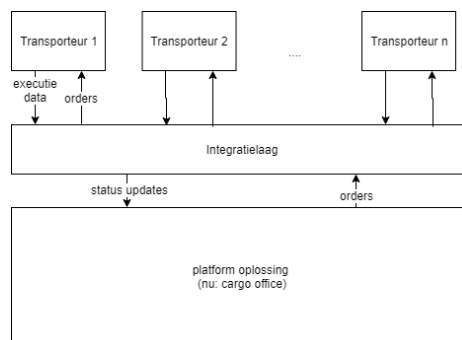 Transporteur 1
Transporteur 2
....
Transporteur n
executie
data
orders
Integratielaag
status updates
orders
platform oplossing
(nu: cargo office)